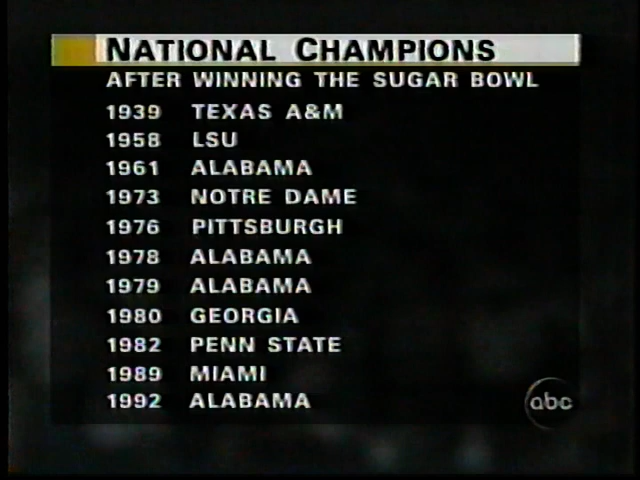 NATIONAL CHAMPIONS
AFTER WINNING THE SUGAR BOWL
1939 TEXAS A&M
1958 LSU
1961 ALABAMA
1973 NOTRE DAME
1976 PITTSBURGH
1978 ALABAMA
1979 ALABAMA
1980 GEORGIA
1982 PENN STATE
1989 MIAMI
1992 ALABAMA
abc